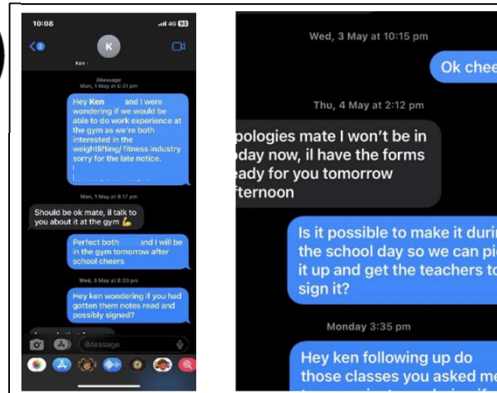 10:08
4G
K
Ken
iMessage
Mon, 1 May at 6:31 pm
Hey Ken and I were
wondering if we would be
able to do work experience at
the gym as we're both
interested in the
weightlifting/ fitness industry
sorry for the late notice.
Mon, 1 May at 9:17 pm
Should be ok mate, il talk to
you about it at the gym 💪
Perfect both and I will be
in the gym tomorrow after
school cheers
Wed, 3 May at 8:33 pm
Hey ken wondering if you had
gotten them notes read and
possibly signed?
iMessage
Wed, 3 May at 10:15 pm
Ok chee
Thu, 4 May at 2:12 pm
pologies mate I won't be in
day now, il have the forms
eady for you tomorrow
fternoon
Is it possible to make it duri
the school day so we can pi
it up and get the teachers to
sign it?
Monday 3:35 pm
Hey ken following up do
those classes you asked me